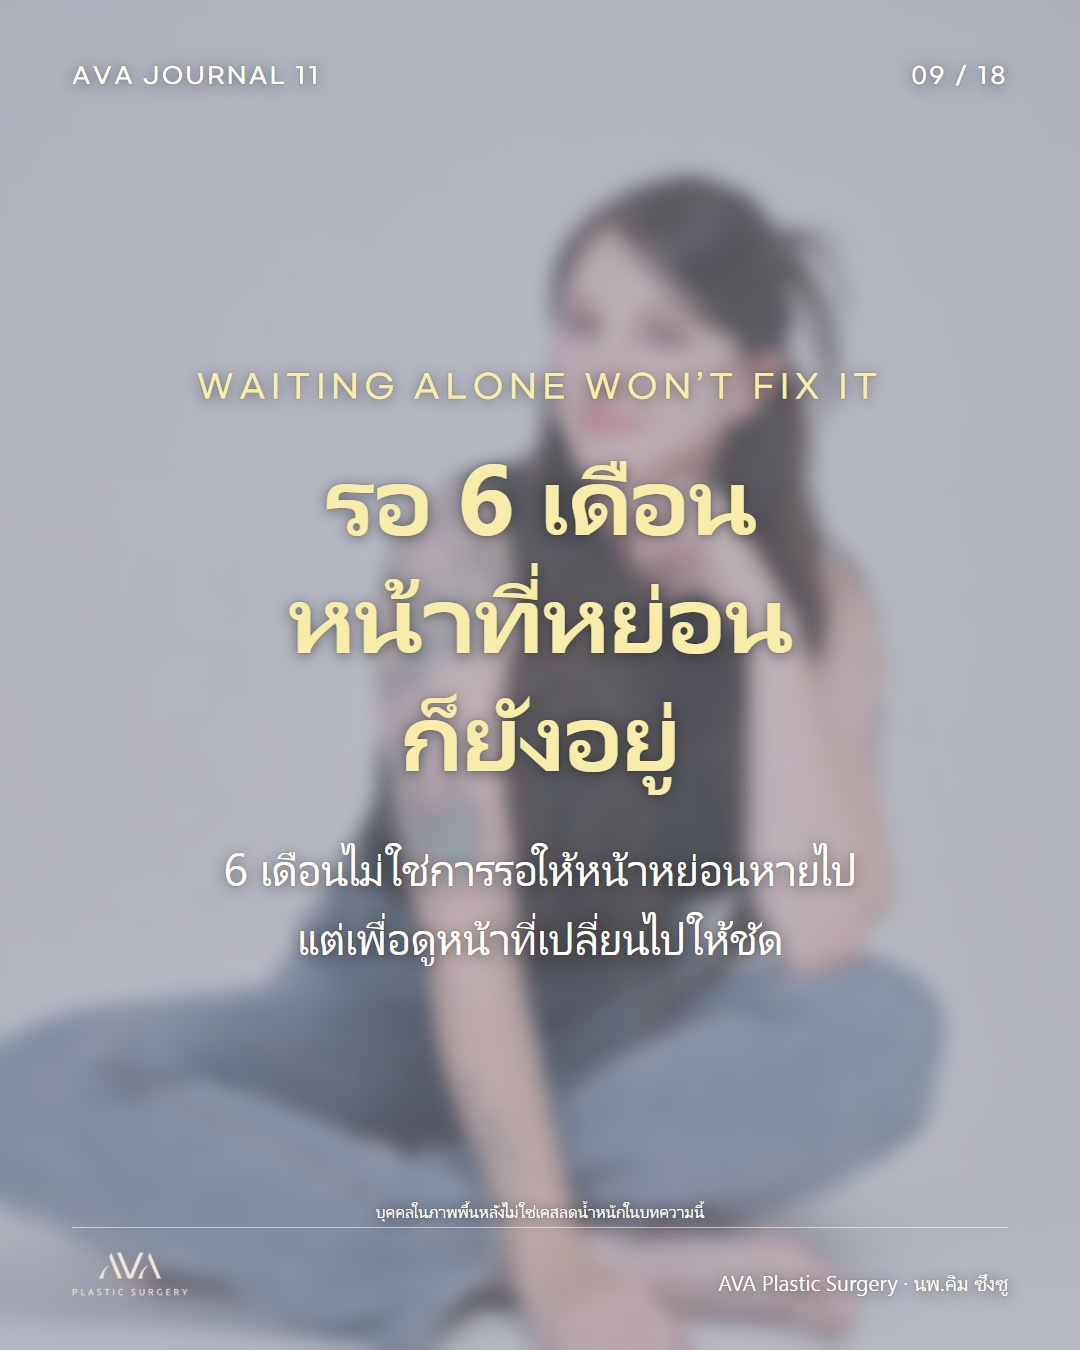 AVA JOURNAL 11
09 / 18
WAITING ALONE WON’T FIX IT
รอ 6 เดือน
หน้าที่หย่อน
ก็ยังอยู่
6 เดือนไม่ใช่การรอให้หน้าหย่อนหายไป
แต่เพื่อดูหน้าที่เปลี่ยนไปให้ชัด
บุคคลในภาพพื้นหลังไม่ใช่เคสลดน้ำหนักในบทความนี้
AVA
PLASTIC SURGERY
AVA Plastic Surgery · นพ.คิม ซึงซู